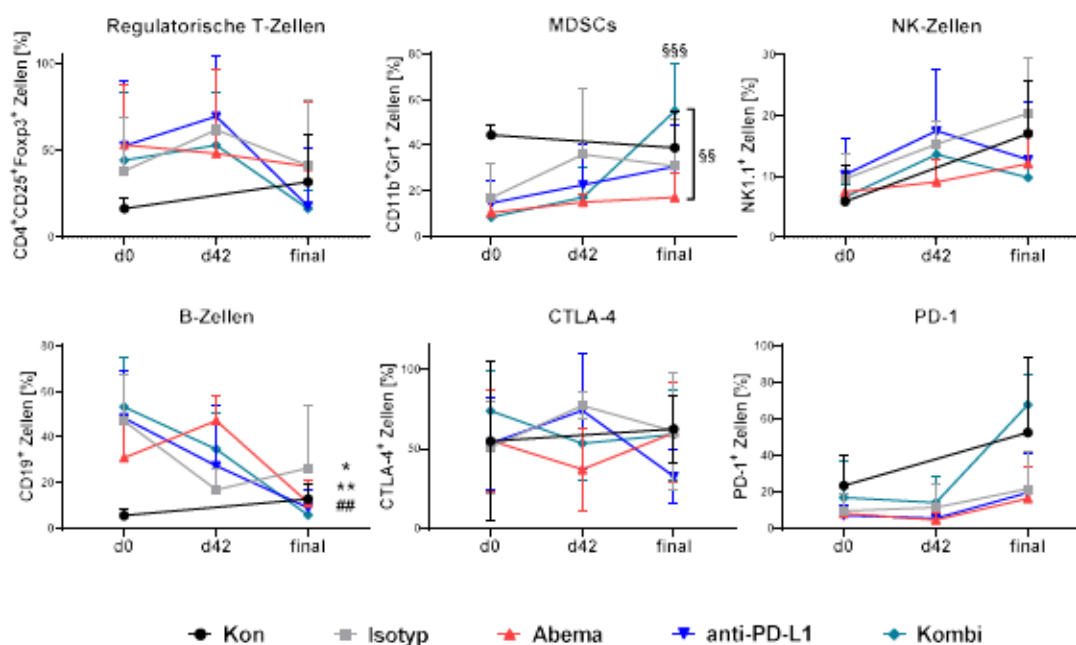 Regulatorische T-Zellen
CD4⁺CD25⁺Foxp3⁺ Zellen [%]
100
50
0
d0 d42 final
MDSCs
CD11b⁺Gr1⁺ Zellen [%]
80
60
40
20
0
§§§
§§
d0 d42 final
NK-Zellen
NK1.1⁺ Zellen [%]
30
20
10
0
d0 d42 final
B-Zellen
CD19⁺ Zellen [%]
80
60
40
20
0
*
**
##
d0 d42 final
CTLA-4
CTLA-4⁺ Zellen [%]
100
50
0
d0 d42 final
PD-1
PD-1⁺ Zellen [%]
100
80
60
40
20
0
d0 d42 final
Kon Isotyp Abema anti-PD-L1 Kombi